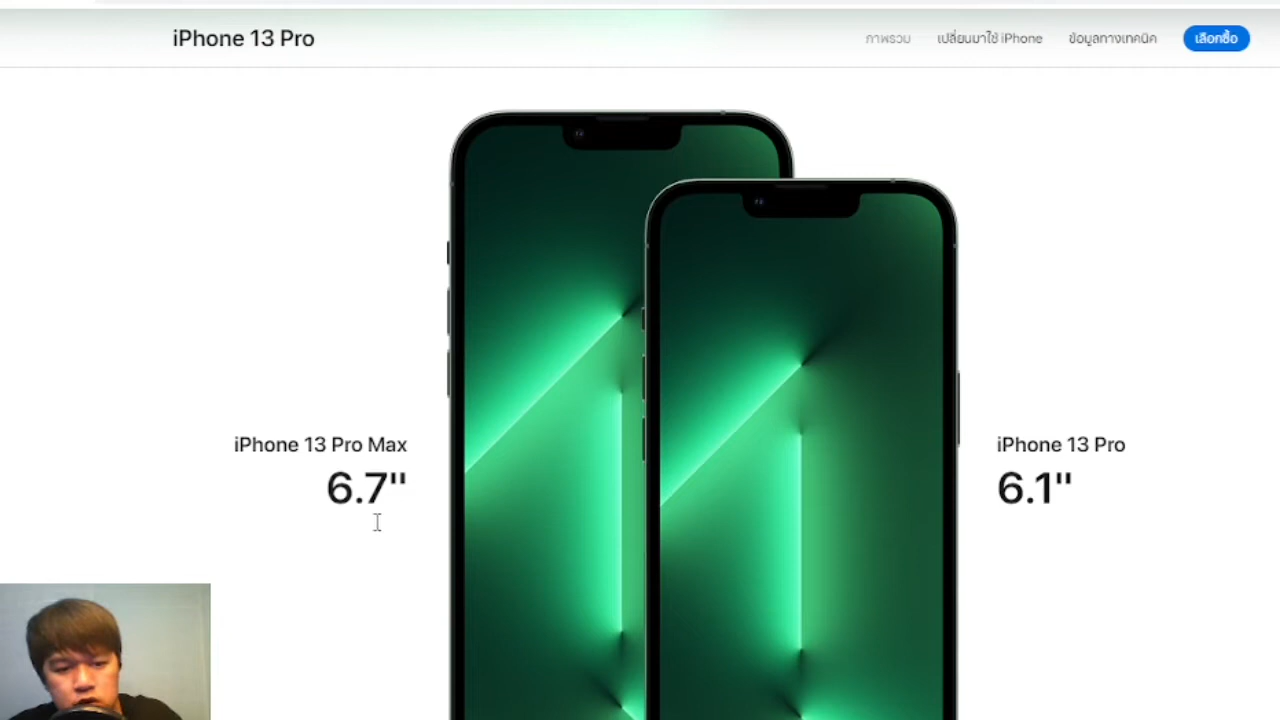 iPhone 13 Pro
ภาพรวม เปลี่ยนมาใช้ iPhone ข้อมูลทางเทคนิค เลือกซื้อ
iPhone 13 Pro Max
6.7"
iPhone 13 Pro
6.1"